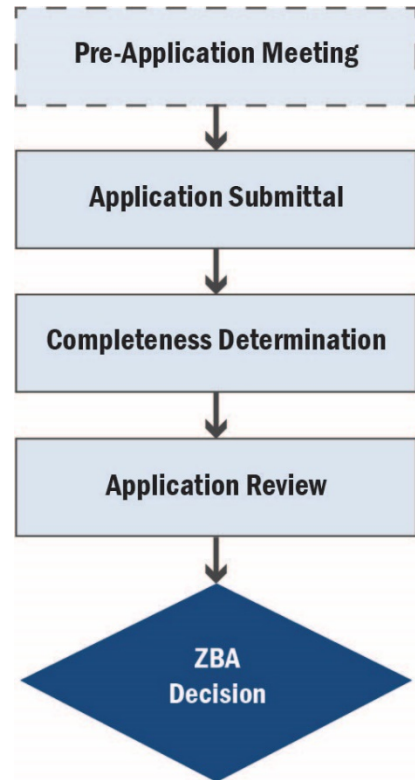 Pre-Application Meeting
Application Submittal
Completeness Determination
Application Review
ZBA
Decision